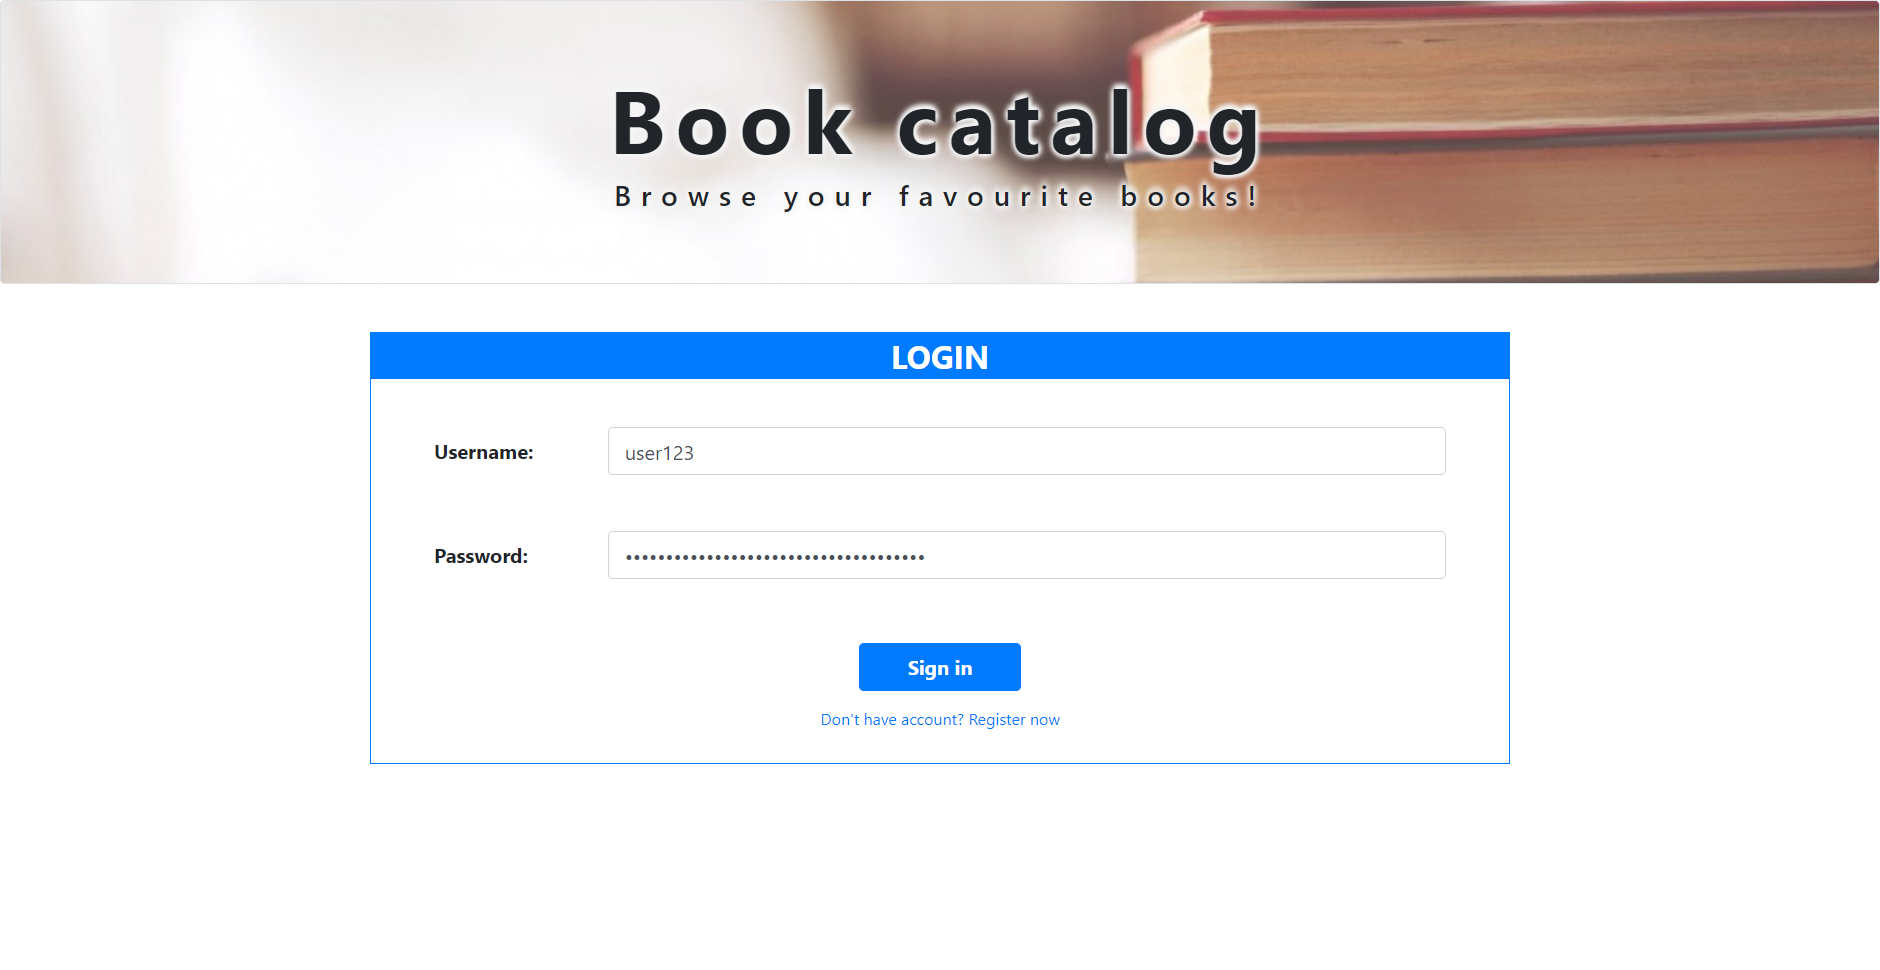 Book catalog
Browse your favourite books!
LOGIN
Username:
user123
Password:
•••••••••••••••••••••••••••••••••••••
Sign in
Don't have account? Register now